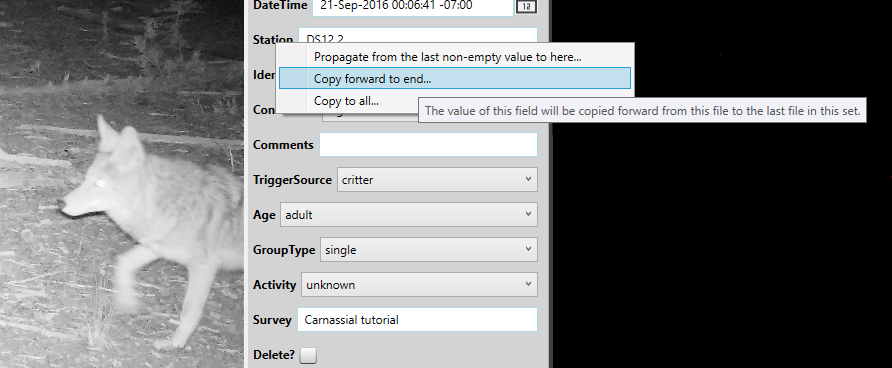 DateTime 21-Sep-2016 00:06:41 -07:00 12
Station DS12.2
Propagate from the last non-empty value to here...
Iden
Copy forward to end...
Copy to all...
Con
The value of this field will be copied forward from this file to the last file in this set.
Comments
TriggerSource critter
Age adult
GroupType single
Activity unknown
Survey Carnassial tutorial
Delete?